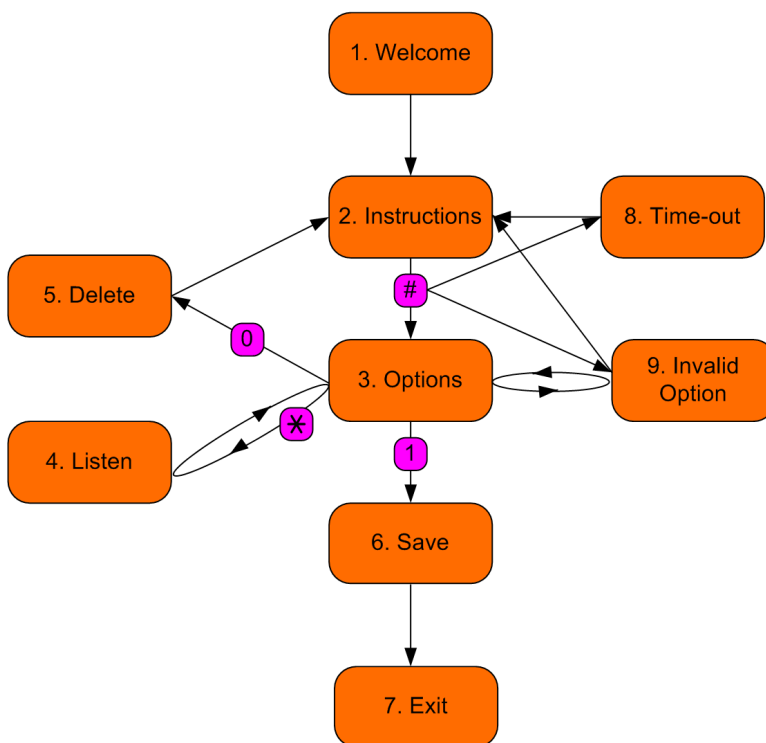 1. Welcome
2. Instructions
8. Time-out
5. Delete
#
0
3. Options
9. Invalid
Option
*
4. Listen
1
6. Save
7. Exit